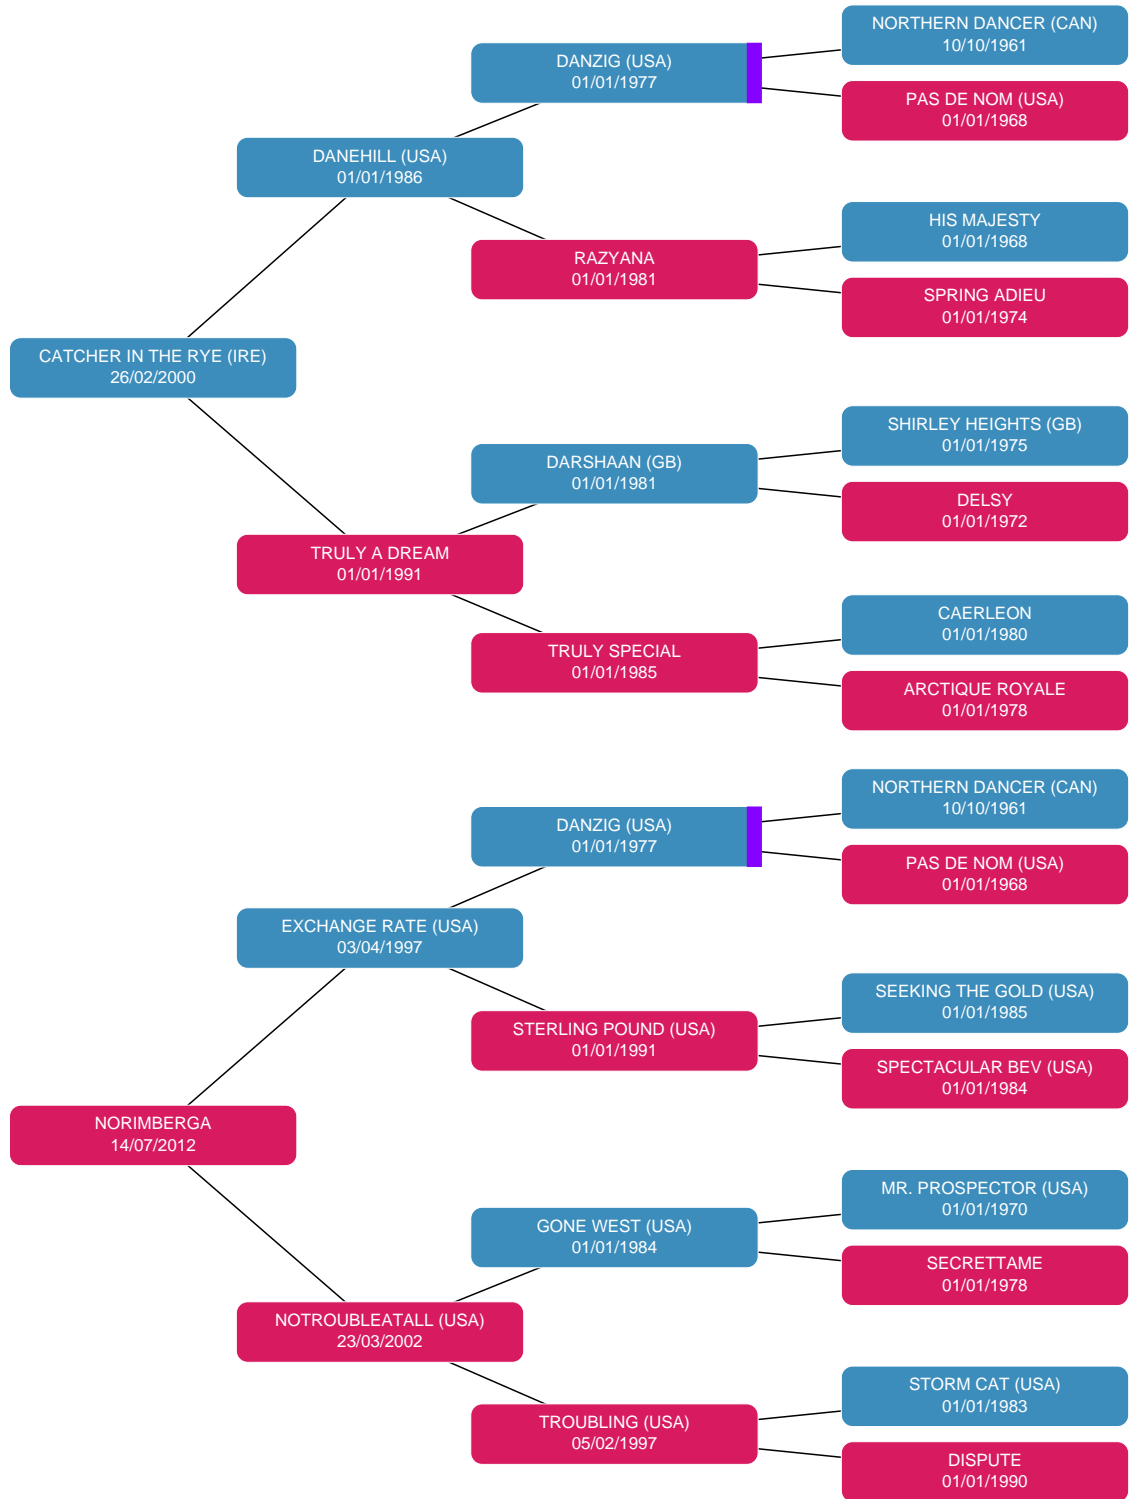 NORTHERN DANCER (CAN)
10/10/1961
DANZIG (USA)
01/01/1977
PAS DE NOM (USA)
01/01/1968
DANEHILL (USA)
01/01/1986
HIS MAJESTY
01/01/1968
RAZYANA
01/01/1981
SPRING ADIEU
01/01/1974
CATCHER IN THE RYE (IRE)
26/02/2000
SHIRLEY HEIGHTS (GB)
01/01/1975
DARSHAAN (GB)
01/01/1981
DELSY
01/01/1972
TRULY A DREAM
01/01/1991
CAERLEON
01/01/1980
TRULY SPECIAL
01/01/1985
ARCTIQUE ROYALE
01/01/1978
NORTHERN DANCER (CAN)
10/10/1961
DANZIG (USA)
01/01/1977
PAS DE NOM (USA)
01/01/1968
EXCHANGE RATE (USA)
03/04/1997
SEEKING THE GOLD (USA)
01/01/1985
STERLING POUND (USA)
01/01/1991
SPECTACULAR BEV (USA)
01/01/1984
NORIMBERGA
14/07/2012
MR. PROSPECTOR (USA)
01/01/1970
GONE WEST (USA)
01/01/1984
SECRETTAME
01/01/1978
NOTROUBLEATALL (USA)
23/03/2002
STORM CAT (USA)
01/01/1983
TROUBLING (USA)
05/02/1997
DISPUTE
01/01/1990